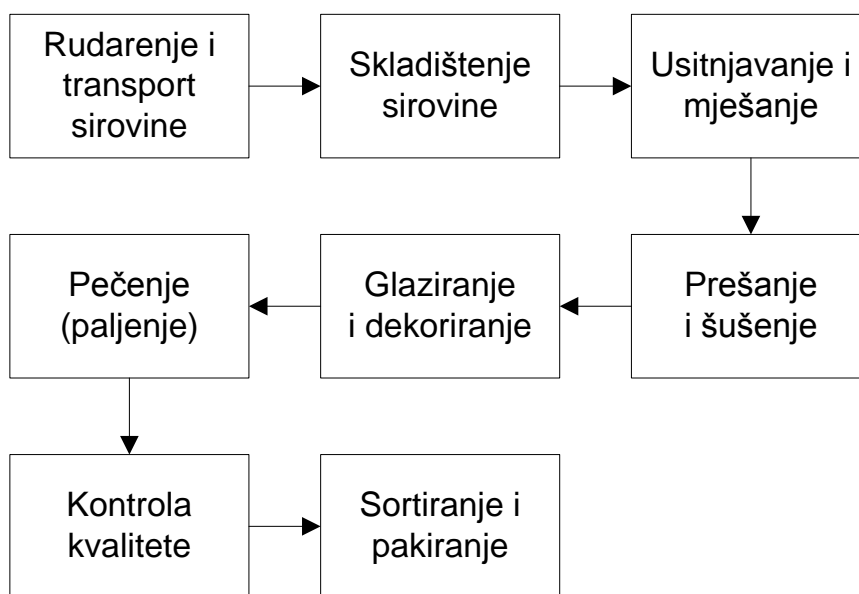 Rudarenje i
transport
sirovine
Skladištenje
sirovine
Usitnjavanje i
mješanje
Prešanje
i šušenje
Glaziranje
i dekoriranje
Pečenje
(paljenje)
Kontrola
kvalitete
Sortiranje i
pakiranje